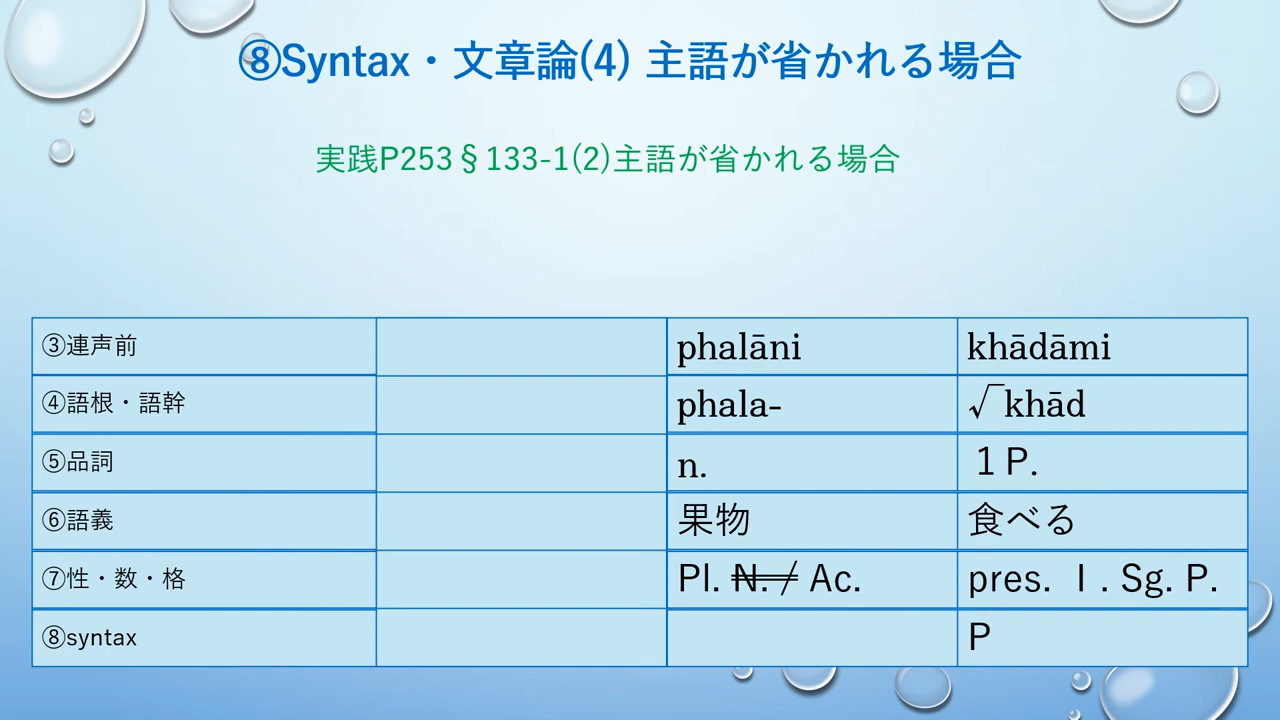 ⑧Syntax・文章論(4) 主語が省かれる場合
実践P253§133-1(2)主語が省かれる場合
③連声前 phalāni khādāmi
④語根・語幹 phala- √khād
⑤品詞 n. １P.
⑥語義 果物 食べる
⑦性・数・格 Pl. N. / Ac. pres. Ⅰ. Sg. P.
⑧syntax P